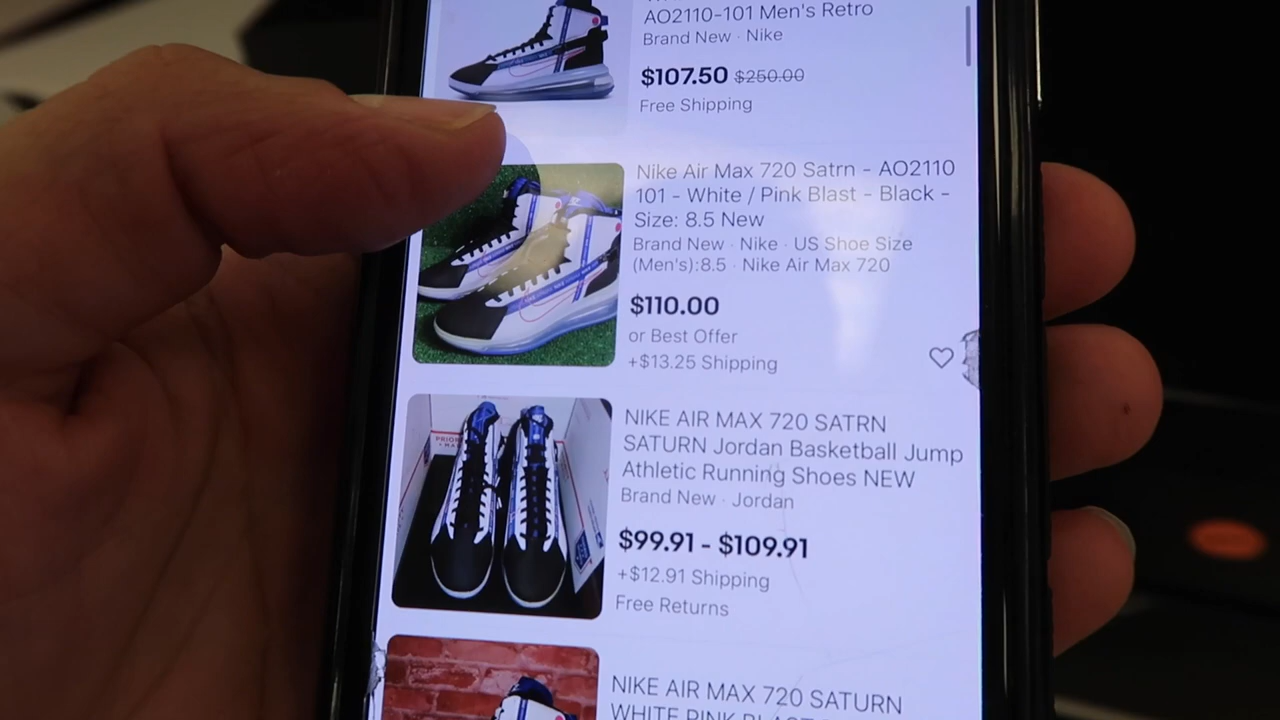 AO2110-101 Men's Retro
Brand New · Nike
$107.50 $250.00
Free Shipping
Nike Air Max 720 Satrn - AO2110
101 - White / Pink Blast - Black -
Size: 8.5 New
Brand New · Nike · US Shoe Size
(Men's):8.5 · Nike Air Max 720
$110.00
or Best Offer
+$13.25 Shipping
NIKE AIR MAX 720 SATRN
SATURN Jordan Basketball Jump
Athletic Running Shoes NEW
Brand New · Jordan
$99.91 - $109.91
+$12.91 Shipping
Free Returns
NIKE AIR MAX 720 SATURN
WHITE PINK BLAST